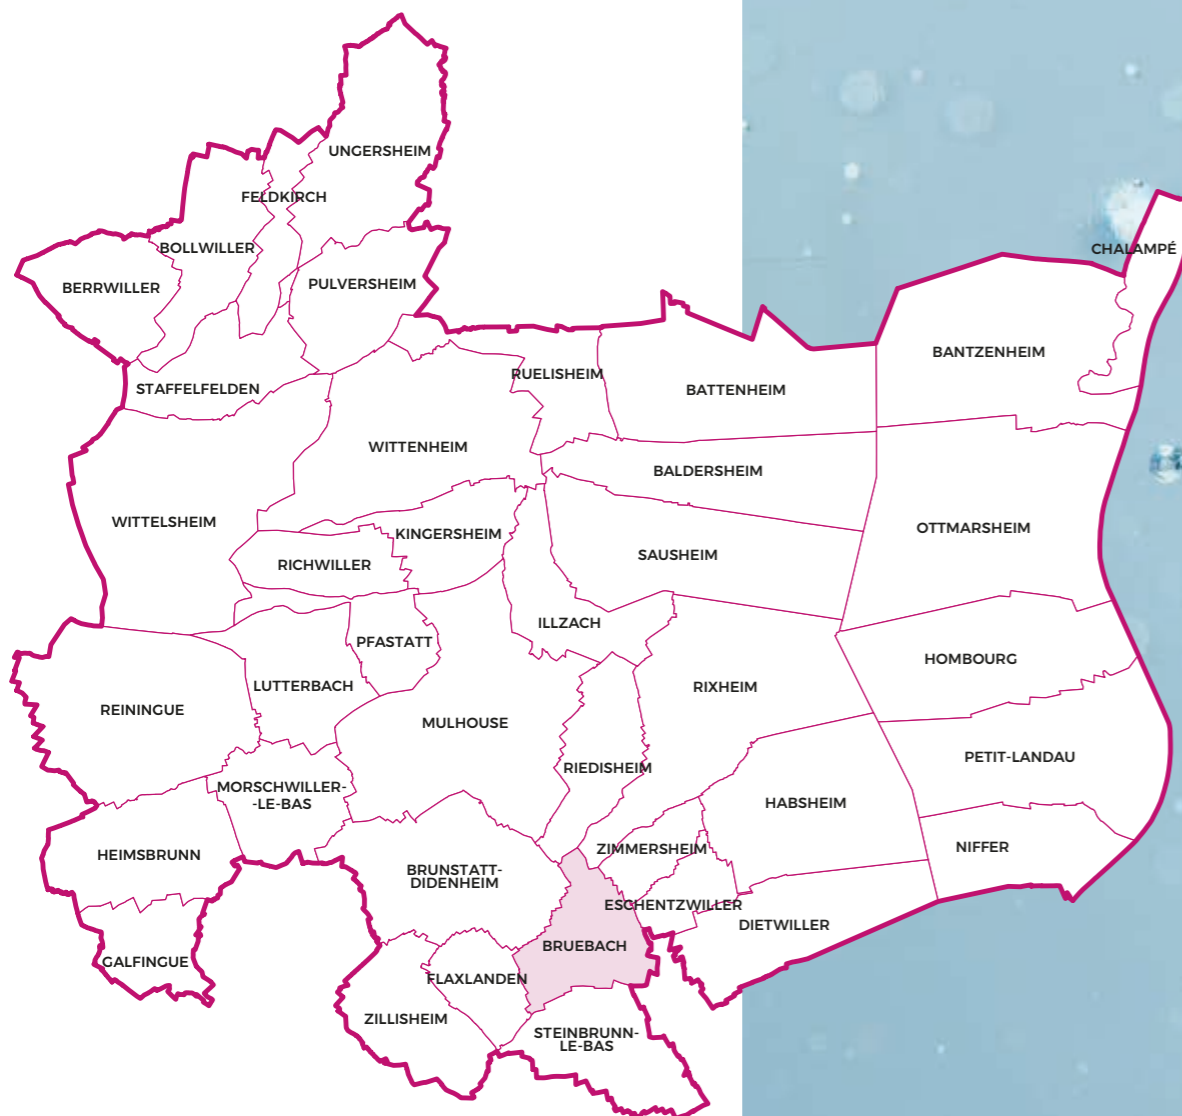 UNGERSHEIM
FELDKIRCH
BOLLWILLER
CHALAMPÉ
BERRWILLER
PULVERSHEIM
BANTZENHEIM
RUELISHEIM
STAFFELFELDEN
BATTENHEIM
WITTENHEIM
BALDERSHEIM
WITTELSHEIM
OTTMARSHEIM
KINGERSHEIM
SAUSHEIM
RICHWILLER
ILLZACH
PFASTATT
HOMBOURG
LUTTERBACH
RIXHEIM
REININGUE
MULHOUSE
PETIT-LANDAU
RIEDISHEIM
MORSCHWILLER-
-LE-BAS
HABSHEIM
NIFFER
ZIMMERSHEIM
HEIMSBRUNN
BRUNSTATT-
DIDENHEIM
ESCHENTZWILLER
DIETWILLER
BRUEBACH
GALFINGUE
FLAXLANDEN
ZILLISHEIM
STEINBRUNN-
LE-BAS